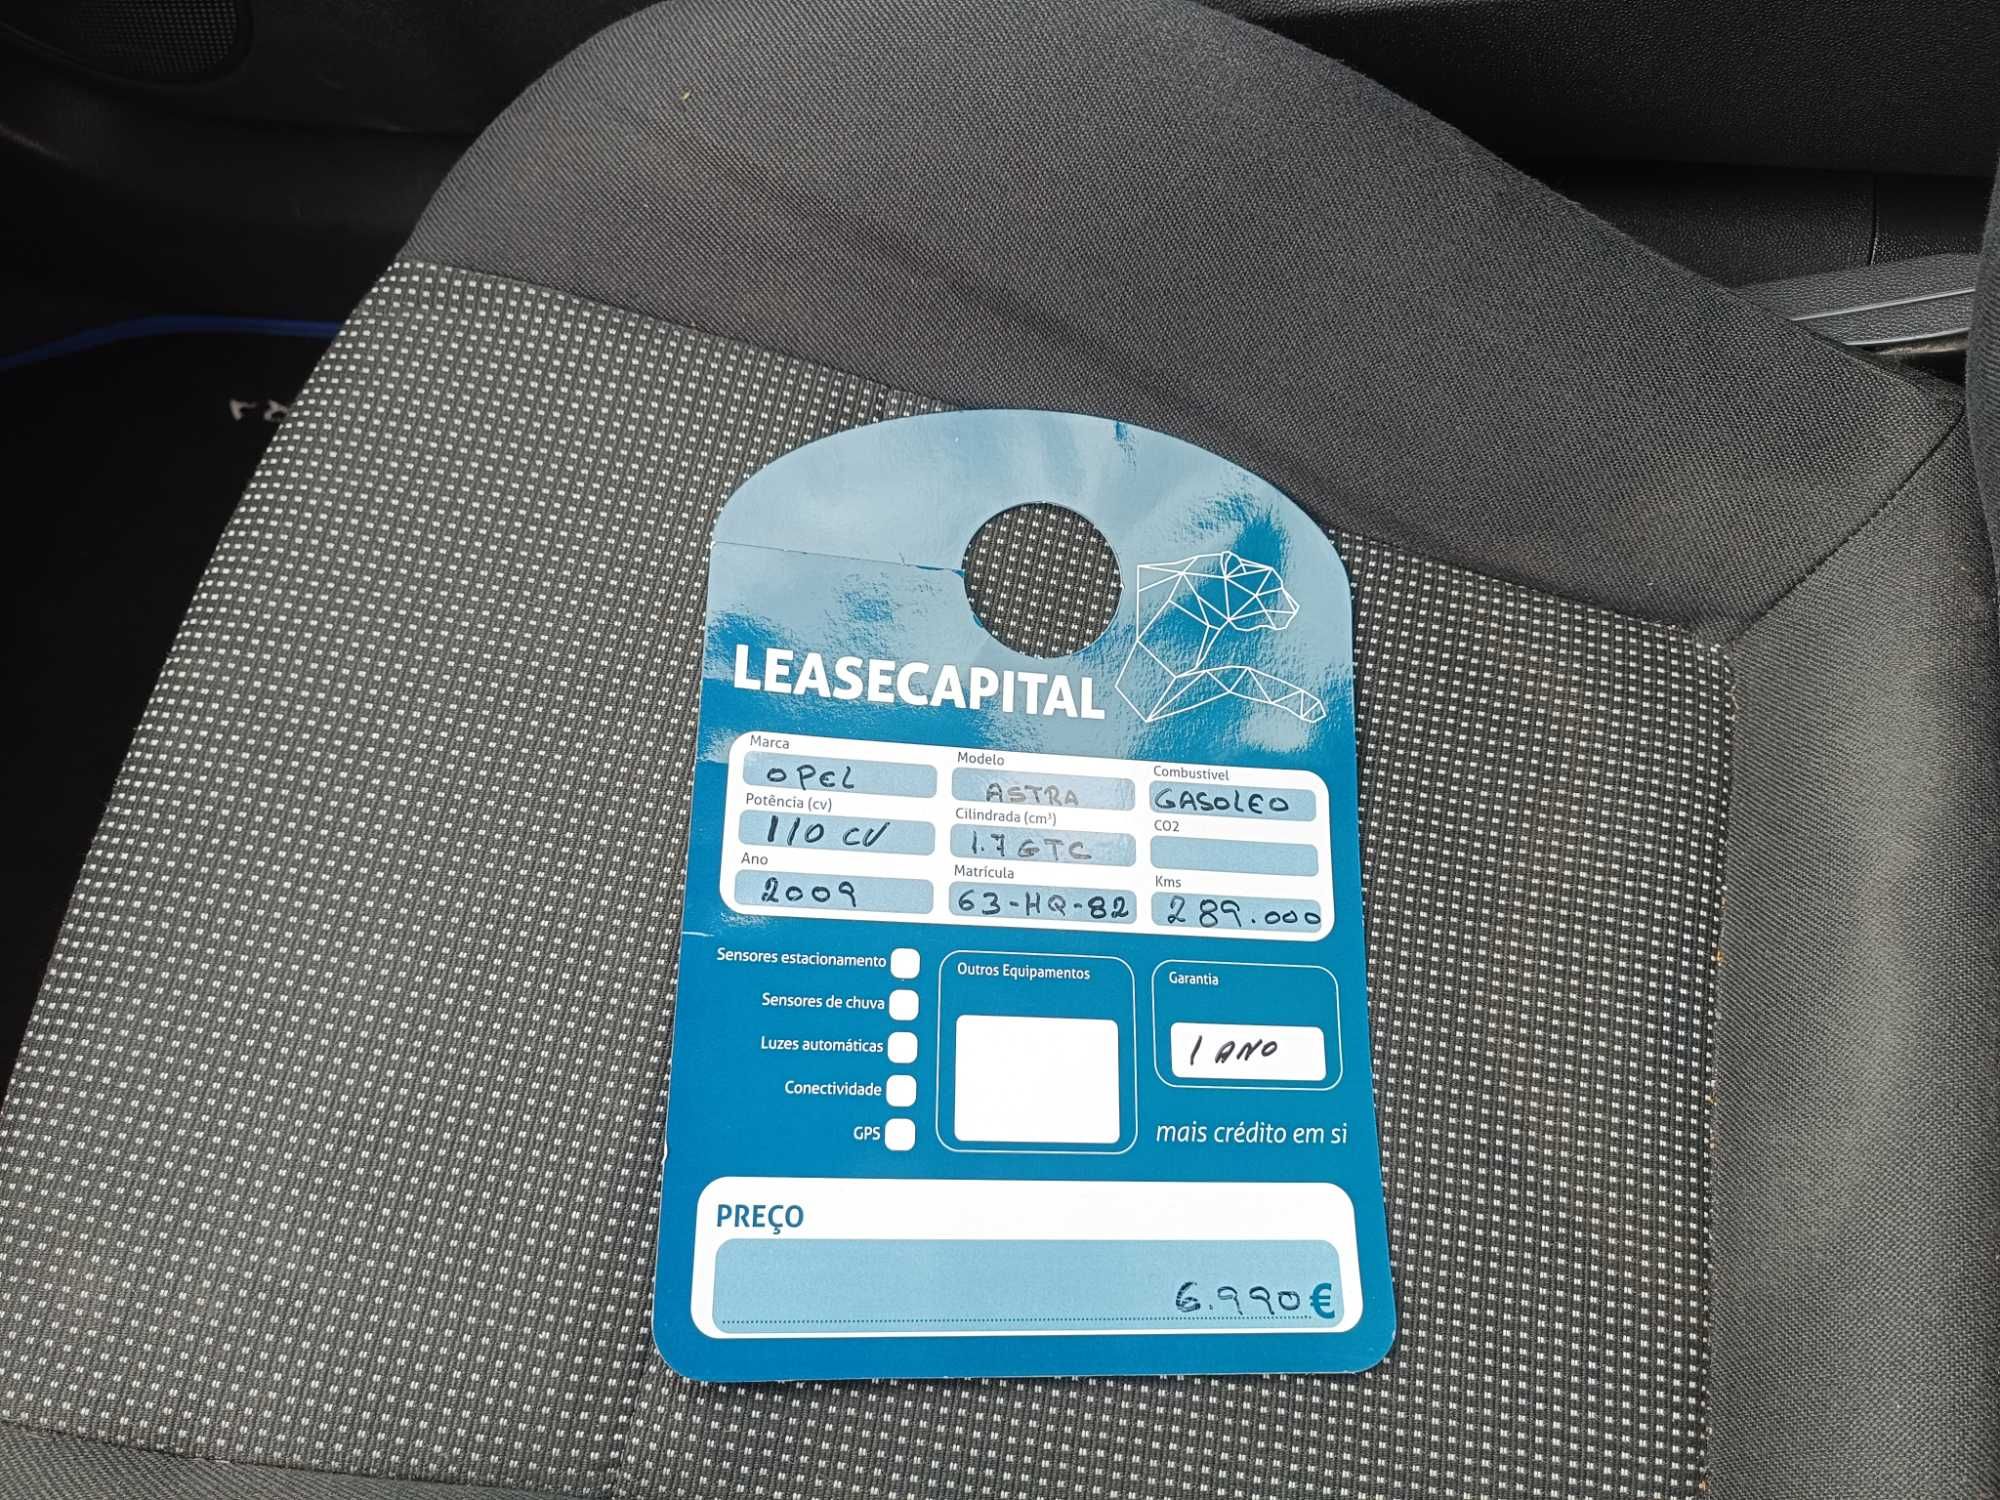 LEASECAPITAL
Marca Modelo Combustível
OPEL ASTRA GASOLEO
Potência (cv) Cilindrada (cm³) CO2
110 CV 1.7 GTC
Ano Matrícula Kms
2009 63-HQ-82 289.000
Sensores estacionamento
Sensores de chuva
Luzes automáticas
Conectividade
GPS
Outros Equipamentos
Garantia
1 ANO
mais crédito em si
PREÇO
6.990 €